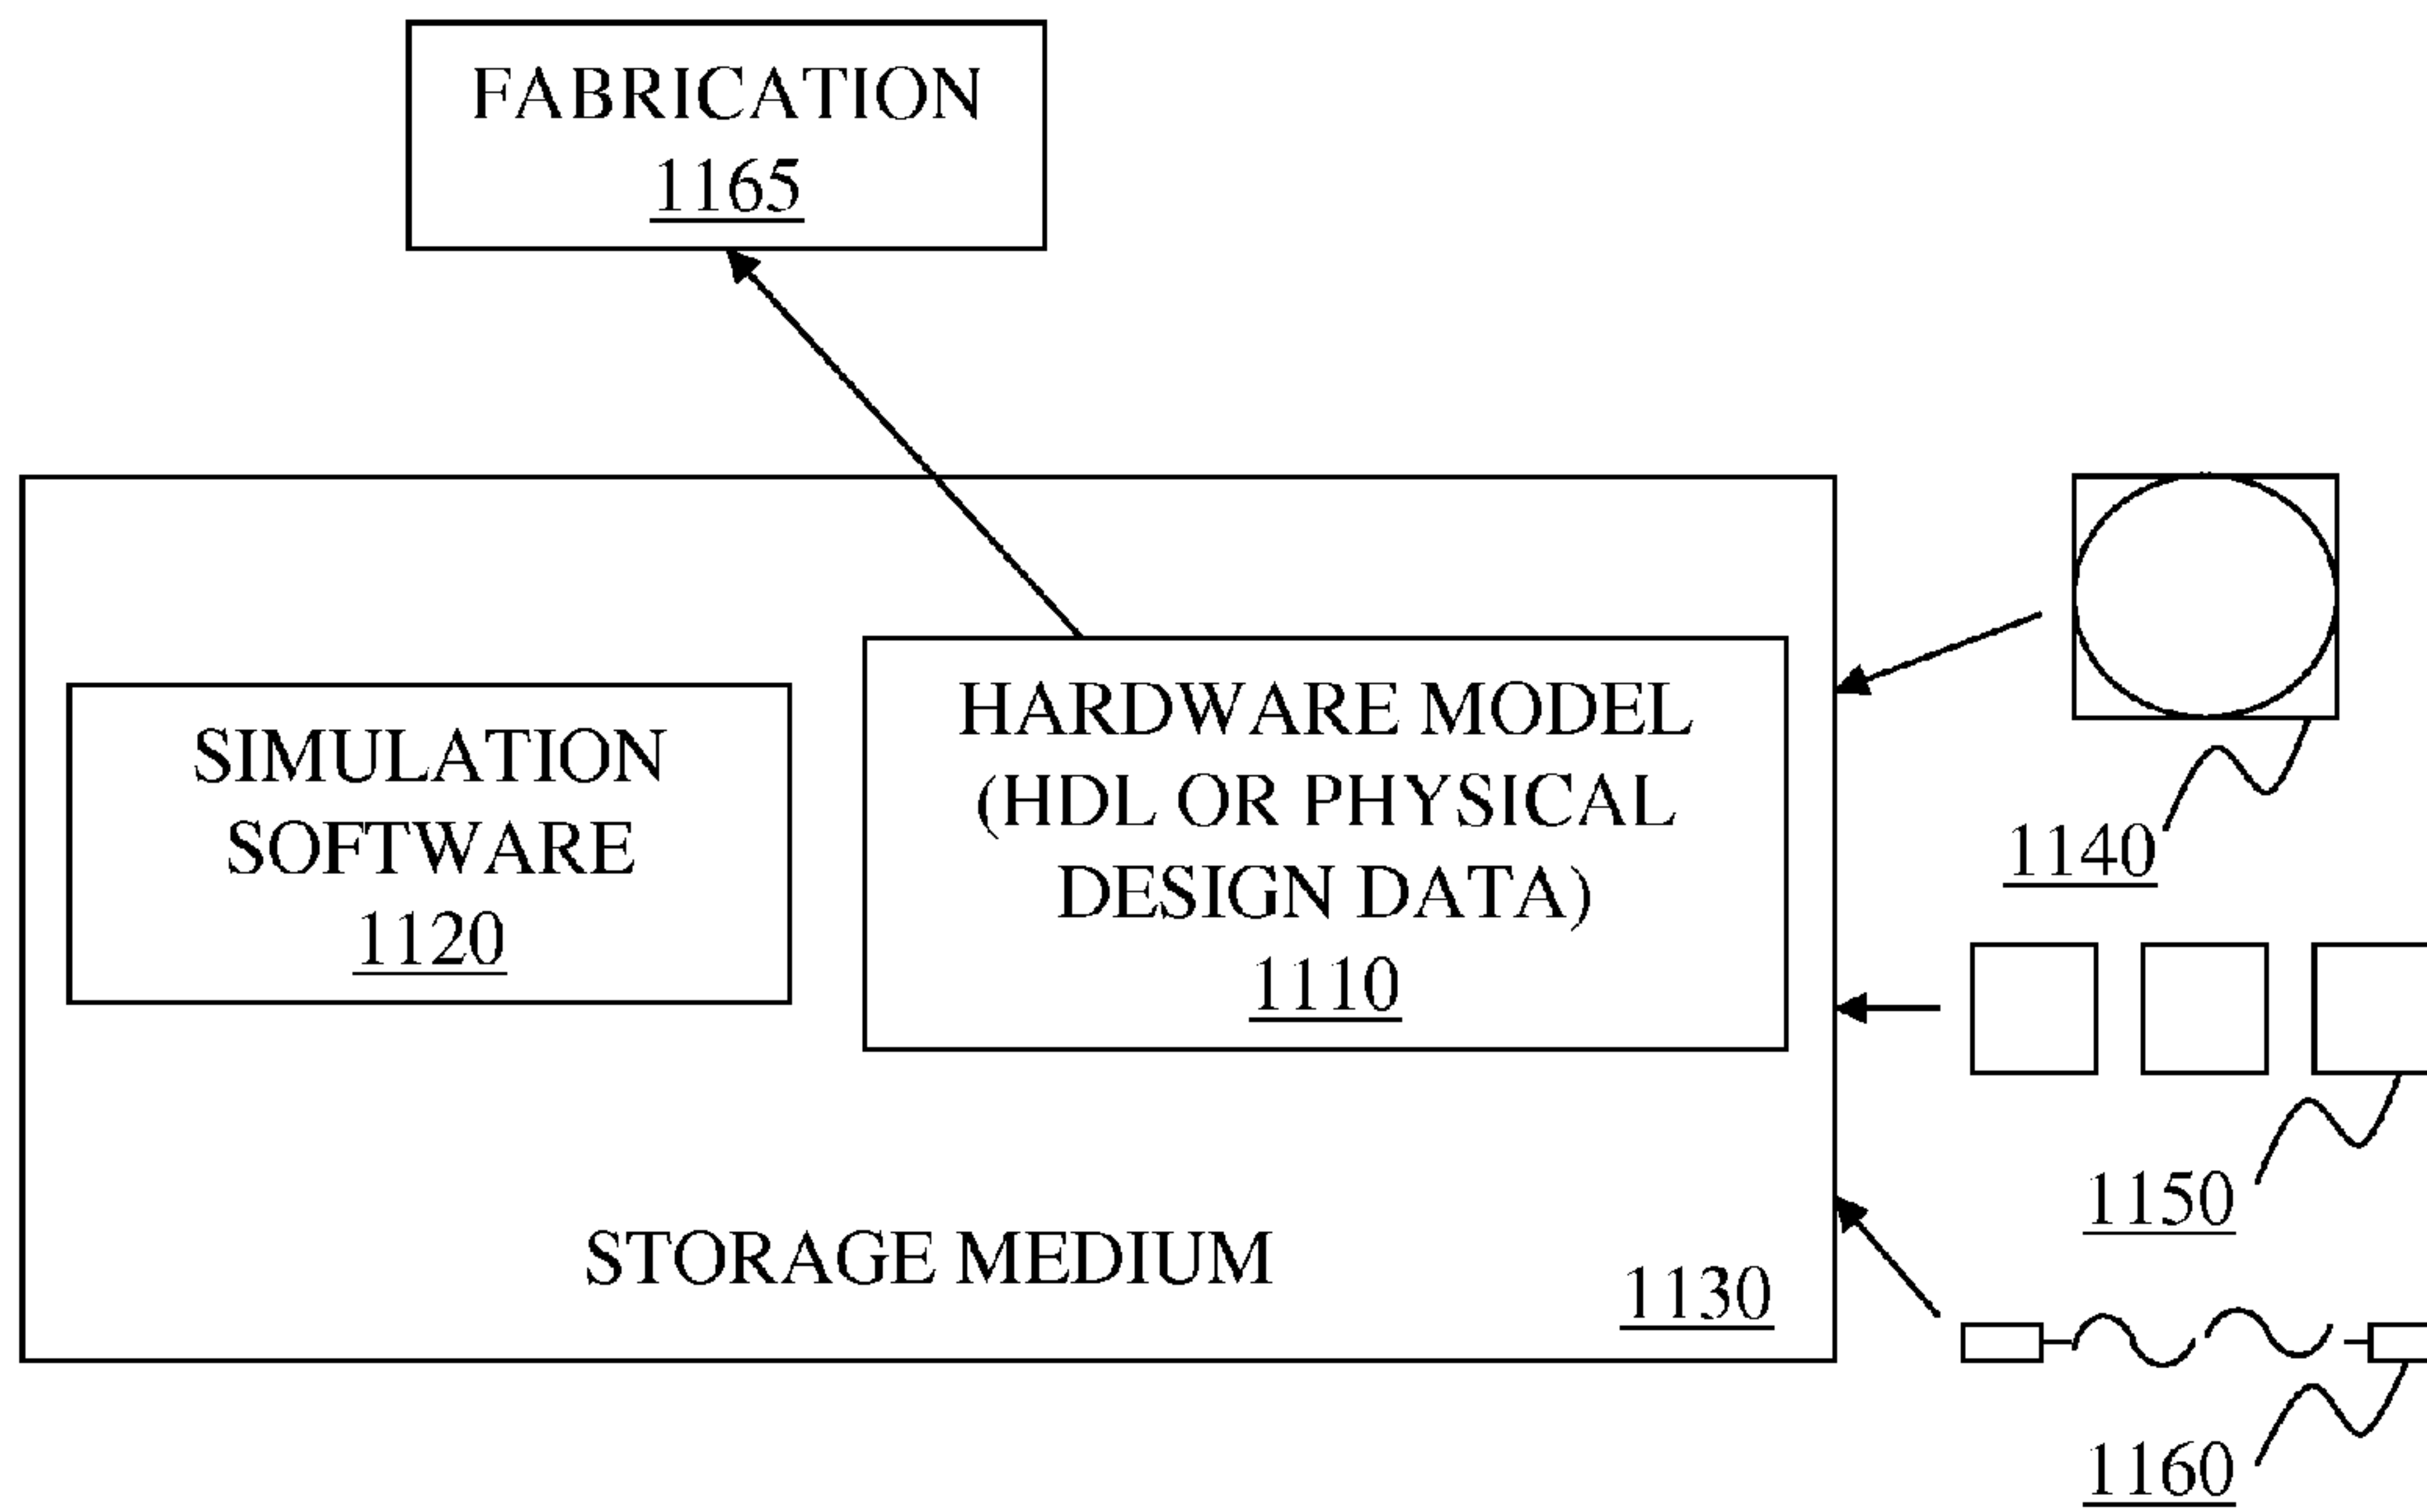 FABRICATION
1165
SIMULATION
SOFTWARE
1120
HARDWARE MODEL
(HDL OR PHYSICAL
DESIGN DATA)
1110
STORAGE MEDIUM
1130
1140
1150
1160